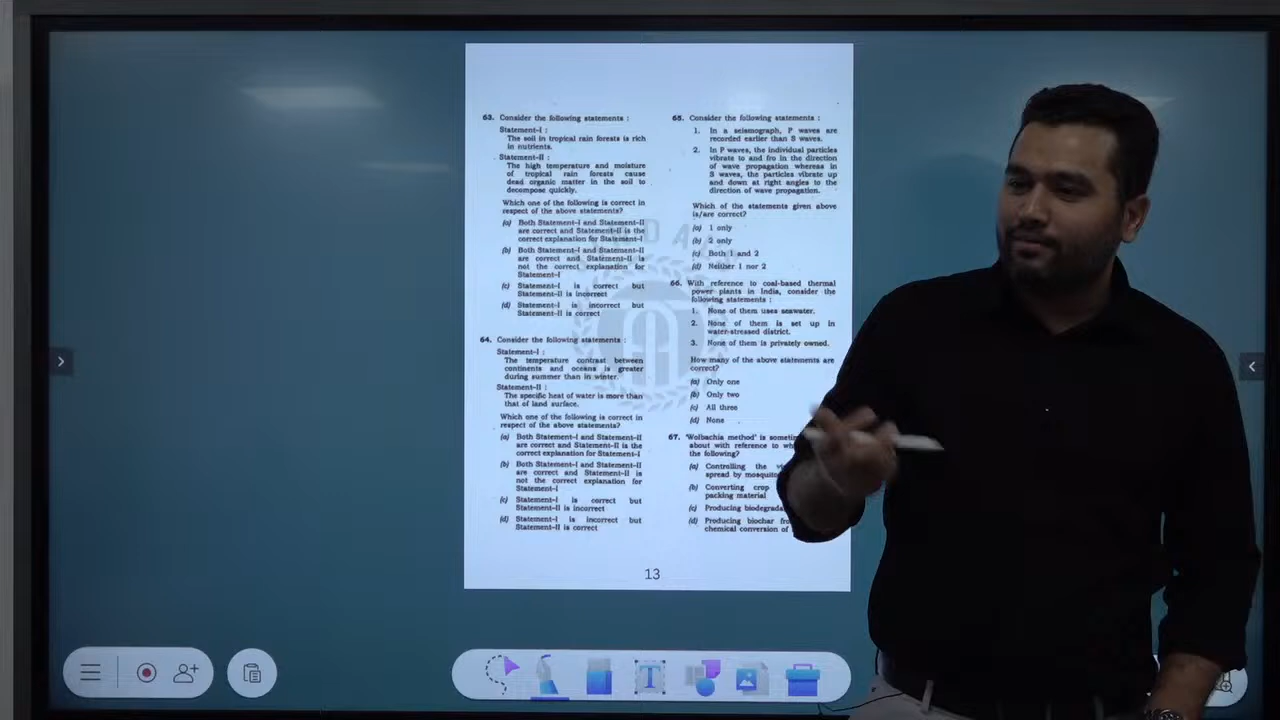 63. Consider the following statements :
Statement-I :
The soil in tropical rain forests is rich
in nutrients.
Statement-II :
The high temperature and moisture
of tropical rain forests cause
dead organic matter in the soil to
decompose quickly.
Which one of the following is correct in
respect of the above statements?
(a) Both Statement-I and Statement-II
are correct and Statement-II is the
correct explanation for Statement-I
(b) Both Statement-I and Statement-II
are correct and Statement-II is
not the correct explanation for
Statement-I
(c) Statement-I is correct but
Statement-II is incorrect
(d) Statement-I is incorrect but
Statement-II is correct
64. Consider the following statements :
Statement-I :
The temperature contrast between
continents and oceans is greater
during summer than in winter.
Statement-II :
The specific heat of water is more than
that of land surface.
Which one of the following is correct in
respect of the above statements?
(a) Both Statement-I and Statement-II
are correct and Statement-II is the
correct explanation for Statement-I
(b) Both Statement-I and Statement-II
are correct and Statement-II is
not the correct explanation for
Statement-I
(c) Statement-I is correct but
Statement-II is incorrect
(d) Statement-I is incorrect but
Statement-II is correct
65. Consider the following statements :
1. In a seismograph, P waves are
recorded earlier than S waves.
2. In P waves, the individual particles
vibrate to and fro in the direction
of wave propagation whereas in
S waves, the particles vibrate up
and down at right angles to the
direction of wave propagation.
Which of the statements given above
is/are correct?
(a) 1 only
(b) 2 only
(c) Both 1 and 2
(d) Neither 1 nor 2
66. With reference to coal-based thermal
power plants in India, consider the
following statements :
1. None of them uses seawater.
2. None of them is set up in
water-stressed district.
3. None of them is privately owned.
How many of the above statements are
correct?
(a) Only one
(b) Only two
(c) All three
(d) None
67. 'Wolbachia method' is
about with reference to
the following?
(a) Controlling the
spread by
(b) Converting crop
packing material
(c) Producing
(d) Producing biochar
chemical conversion of
13
T